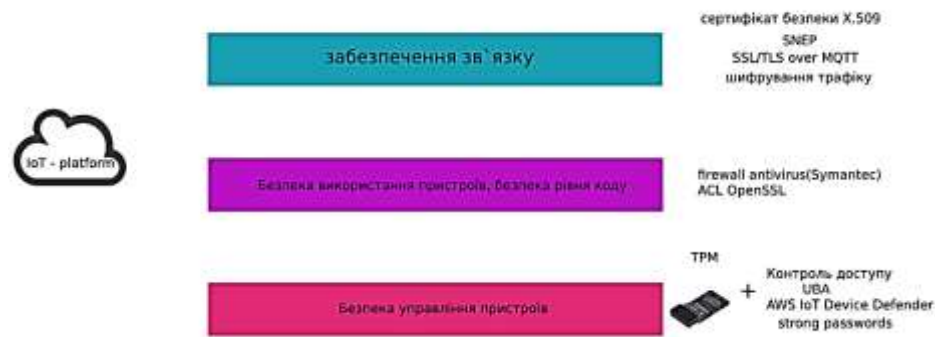 сертифікат безпеки X.509
SNEP
SSL/TLS over MQTT
шифрування трафіку
забезпечення зв`язку
IoT - platform
Безпека використання пристроїв, безпека рівня коду
firewall antivirus(Symantec)
ACL OpenSSL
TPM
+
Контроль доступу
UBA
AWS IoT Device Defender
strong passwords
Безпека управління пристроїв